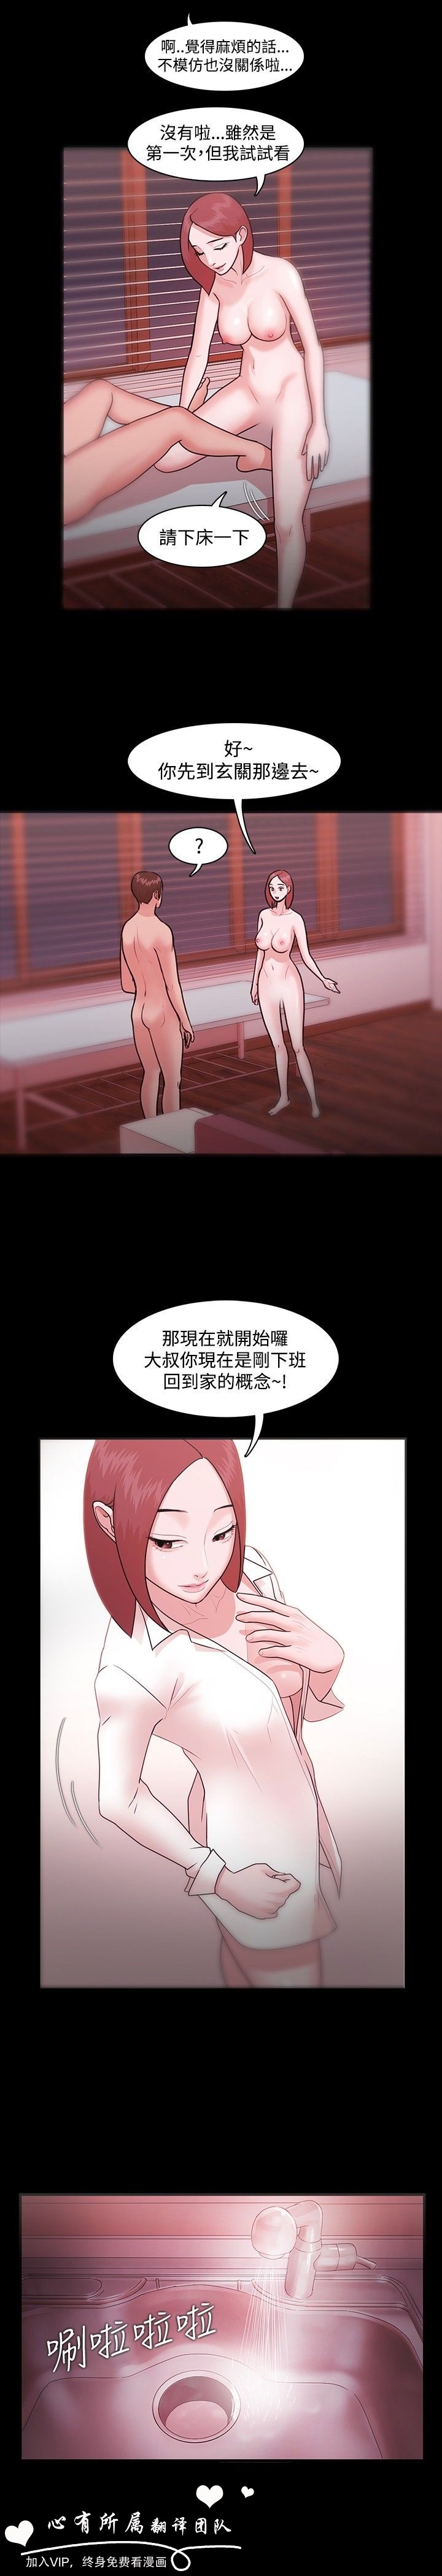 啊..覺得麻煩的話...
不模仿也沒關係啦...
沒有啦...雖然是
第一次，但我試試看
請下床一下
好~
你先到玄關那邊去~
?
那現在就開始囉
大叔你現在是剛下班
回到家的概念~!
唰啦啦啦
心有所属翻译团队
加入VIP，终身免费看漫画